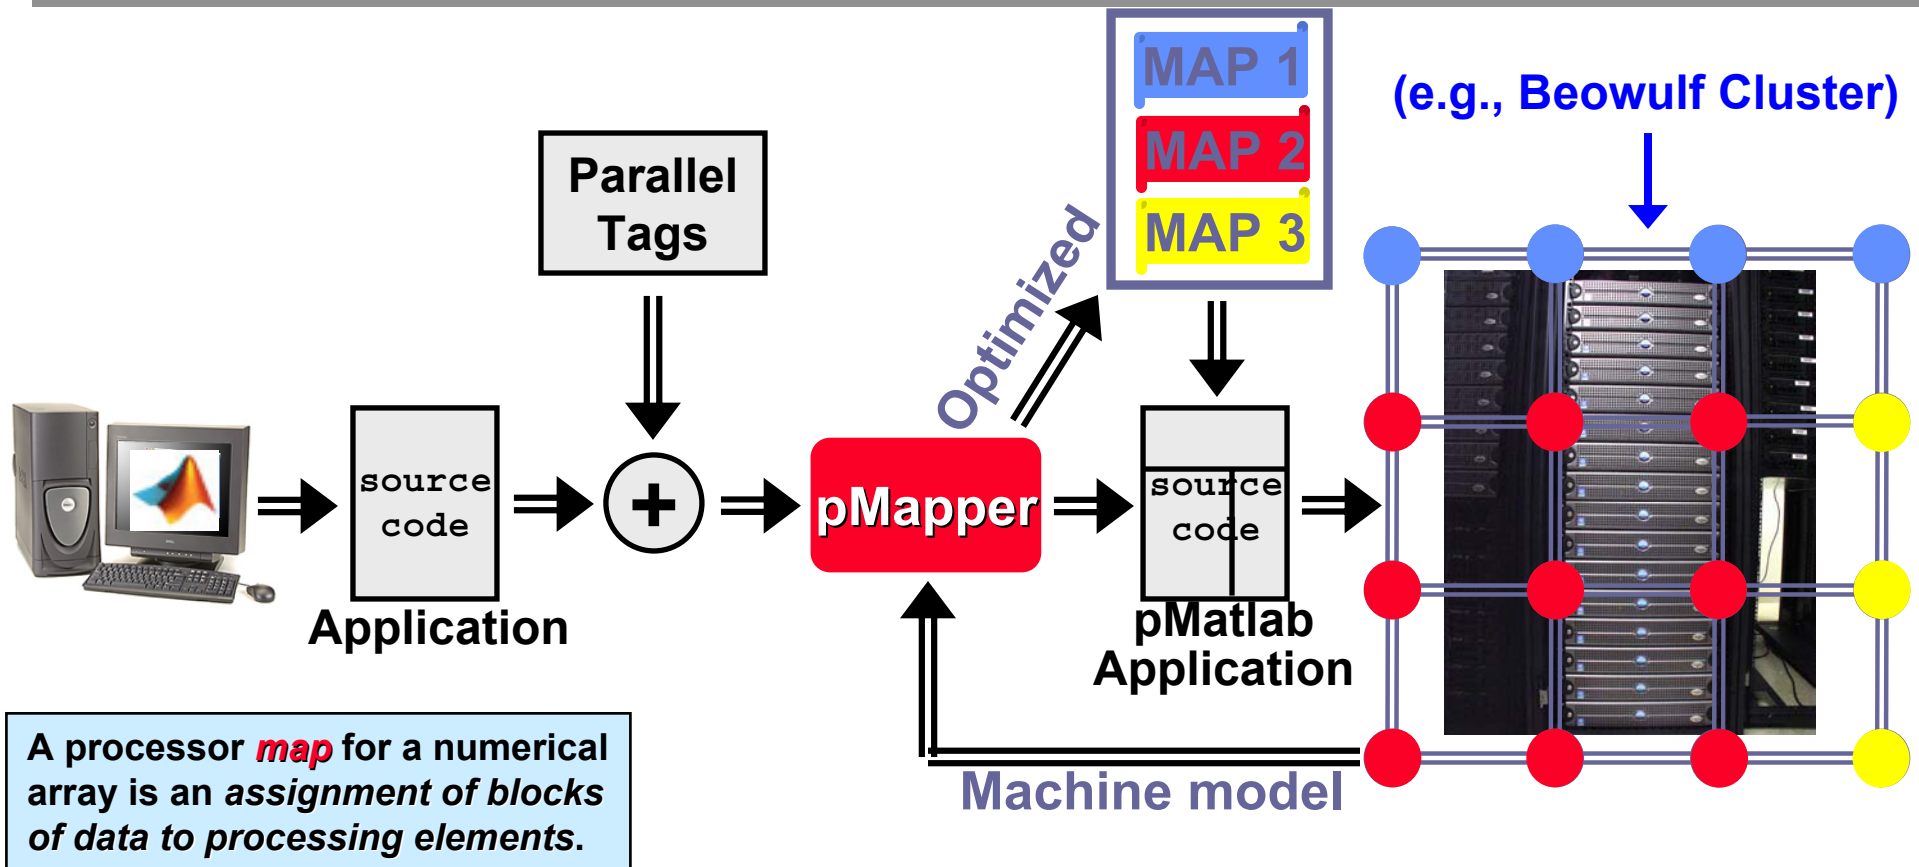 MAP 1
MAP 2
MAP 3
(e.g., Beowulf Cluster)
Parallel
Tags
Optimized
source
code
Application
+
pMapper
source
code
pMatlab
Application
Machine model
A processor map for a numerical
array is an assignment of blocks
of data to processing elements.